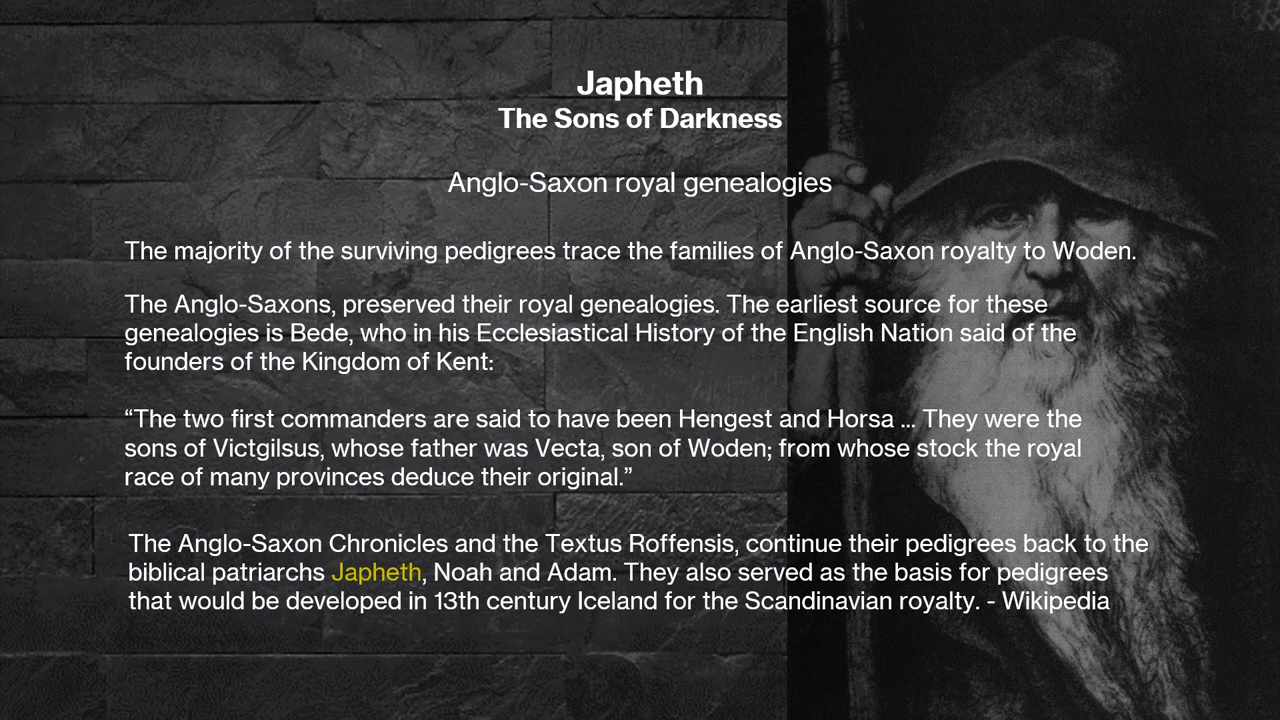 Japheth
The Sons of Darkness
Anglo-Saxon royal genealogies
The majority of the surviving pedigrees trace the families of Anglo-Saxon royalty to Woden.
The Anglo-Saxons, preserved their royal genealogies. The earliest source for these
genealogies is Bede, who in his Ecclesiastical History of the English Nation said of the
founders of the Kingdom of Kent:
“The two first commanders are said to have been Hengest and Horsa ... They were the
sons of Victgilsus, whose father was Vecta, son of Woden; from whose stock the royal
race of many provinces deduce their original.”
The Anglo-Saxon Chronicles and the Textus Roffensis, continue their pedigrees back to the
biblical patriarchs Japheth, Noah and Adam. They also served as the basis for pedigrees
that would be developed in 13th century Iceland for the Scandinavian royalty. - Wikipedia